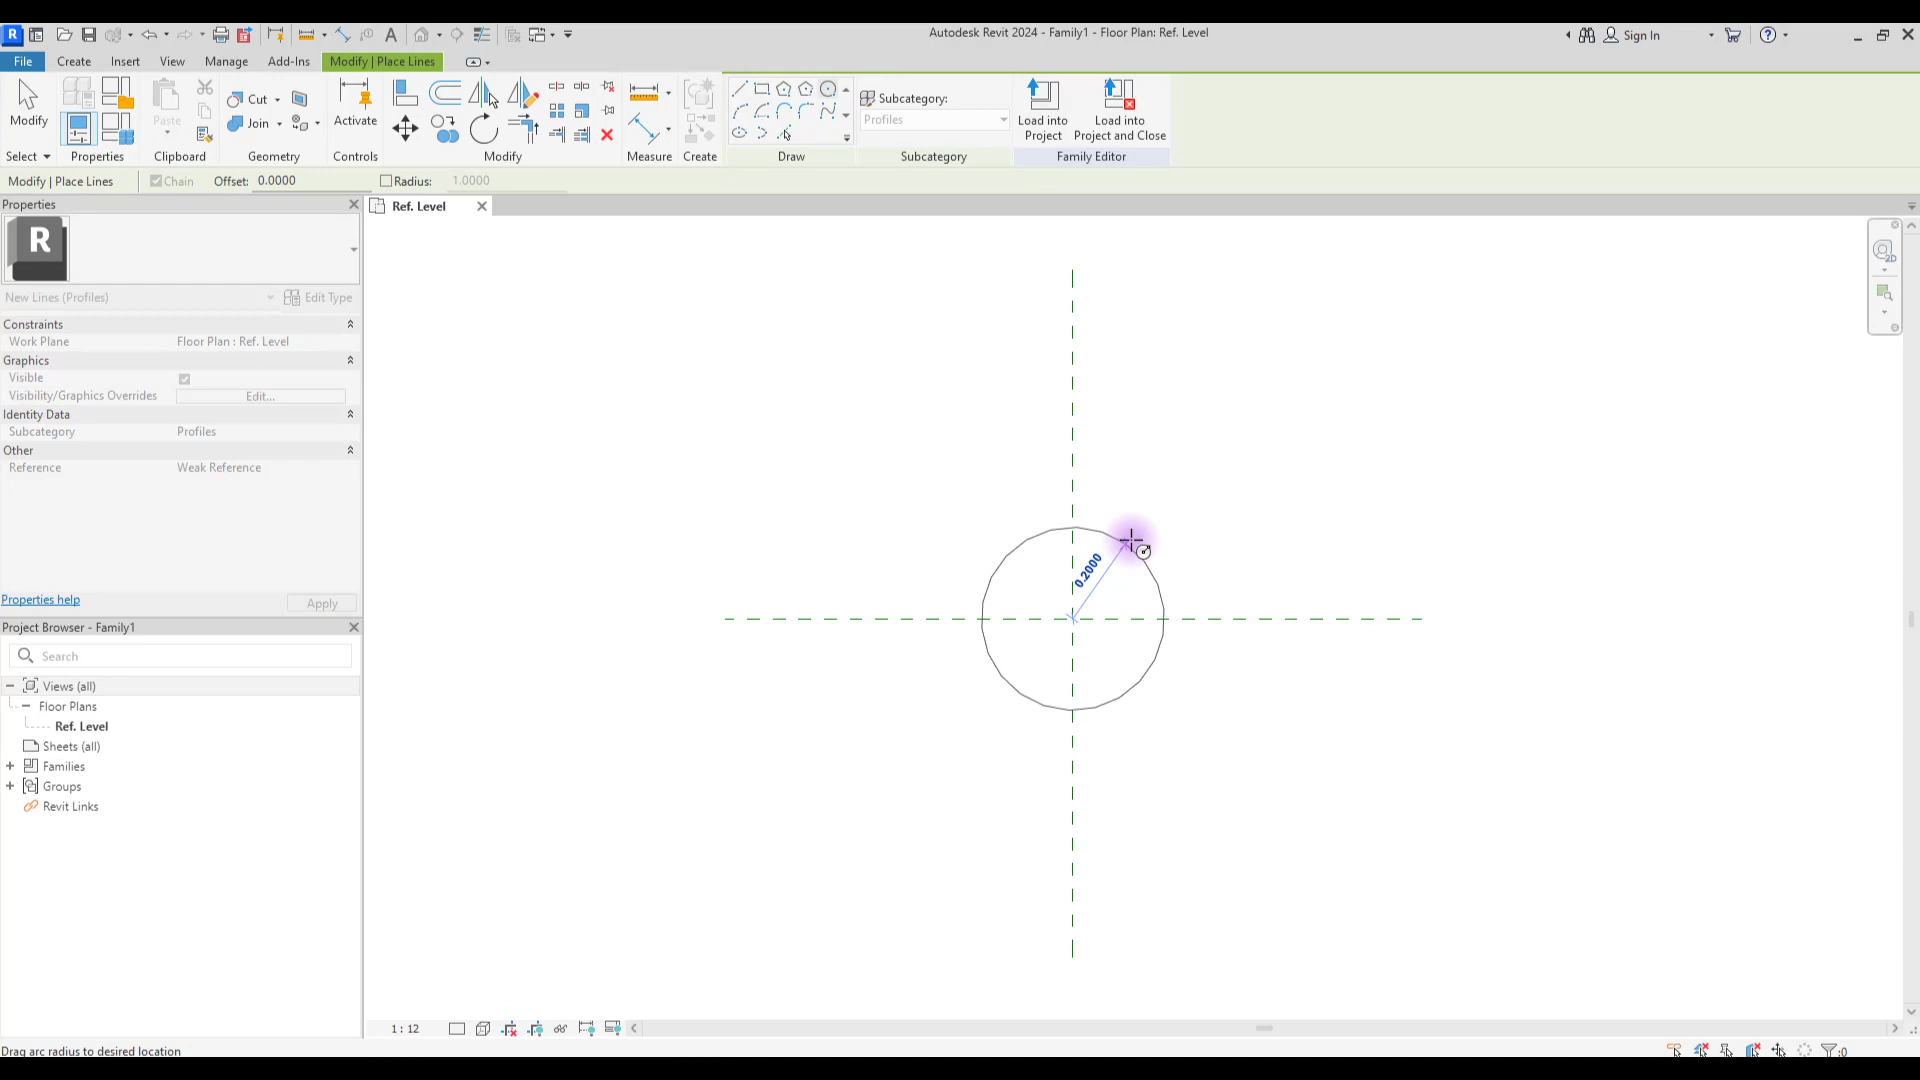 R
Autodesk Revit 2024 - Family1 - Floor Plan: Ref. Level
Sign In
File
Create
Insert
View
Manage
Add-Ins
Modify | Place Lines
Modify
Paste
Cut
Join
Activate
Subcategory:
Profiles
Load into
Project
Load into
Project and Close
Select
Properties
Clipboard
Geometry
Controls
Modify
Measure
Create
Draw
Subcategory
Family Editor
Modify | Place Lines
Chain
Offset: 0.0000
Radius: 1.0000
Properties
Ref. Level
R
New Lines (Profiles)
Edit Type
Constraints
Work Plane
Floor Plan : Ref. Level
Graphics
Visible
Visibility/Graphics Overrides
Edit...
Identity Data
Subcategory
Profiles
Other
Reference
Weak Reference
0.2000
Properties help
Apply
Project Browser - Family1
Search
Views (all)
Floor Plans
Ref. Level
Sheets (all)
Families
Groups
Revit Links
1 : 12
Drag arc radius to desired location
:0